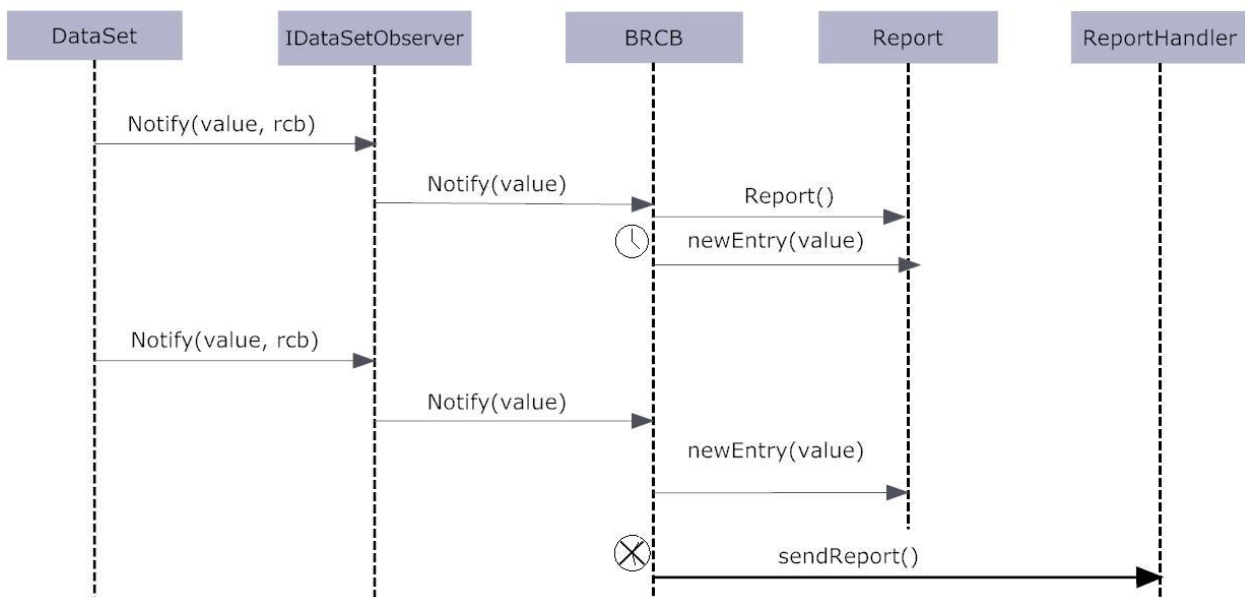 DataSet
IDataSetObserver
BRCB
Report
ReportHandler
Notify(value, rcb)
Notify(value)
Report()
newEntry(value)
Notify(value, rcb)
Notify(value)
newEntry(value)
sendReport()